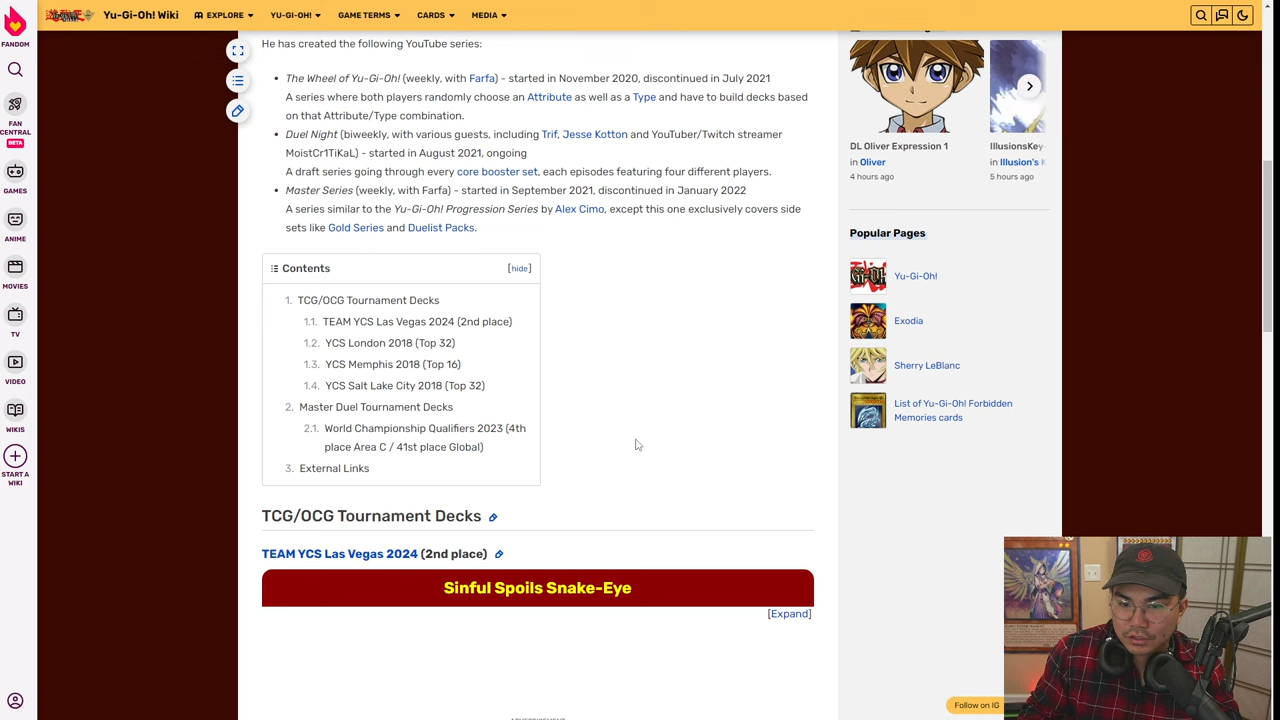 Yu-Gi-Oh! Wiki
EXPLORE
YU-GI-OH!
GAME TERMS
CARDS
MEDIA
FANDOM
FAN CENTRAL
BETA
GAMES
ANIME
MOVIES
TV
VIDEO
WIKIS
START A WIKI
He has created the following YouTube series:
The Wheel of Yu-Gi-Oh! (weekly, with Farfa) - started in November 2020, discontinued in July 2021
A series where both players randomly choose an Attribute as well as a Type and have to build decks based
on that Attribute/Type combination.
Duel Night (biweekly, with various guests, including Trif, Jesse Kotton and YouTuber/Twitch streamer
MoistCr1TiKaL) - started in August 2021, ongoing
A draft series going through every core booster set, each episodes featuring four different players.
Master Series (weekly, with Farfa) - started in September 2021, discontinued in January 2022
A series similar to the Yu-Gi-Oh! Progression Series by Alex Cimo, except this one exclusively covers side
sets like Gold Series and Duelist Packs.
Contents [hide]
1. TCG/OCG Tournament Decks
1.1. TEAM YCS Las Vegas 2024 (2nd place)
1.2. YCS London 2018 (Top 32)
1.3. YCS Memphis 2018 (Top 16)
1.4. YCS Salt Lake City 2018 (Top 32)
2. Master Duel Tournament Decks
2.1. World Championship Qualifiers 2023 (4th
place Area C / 41st place Global)
3. External Links
TCG/OCG Tournament Decks
TEAM YCS Las Vegas 2024 (2nd place)
Sinful Spoils Snake-Eye
[Expand]
DL Oliver Expression 1
in Oliver
4 hours ago
IllusionsKey-
in Illusion's
5 hours ago
Popular Pages
Yu-Gi-Oh!
Exodia
Sherry LeBlanc
List of Yu-Gi-Oh! Forbidden
Memories cards
Follow on IG